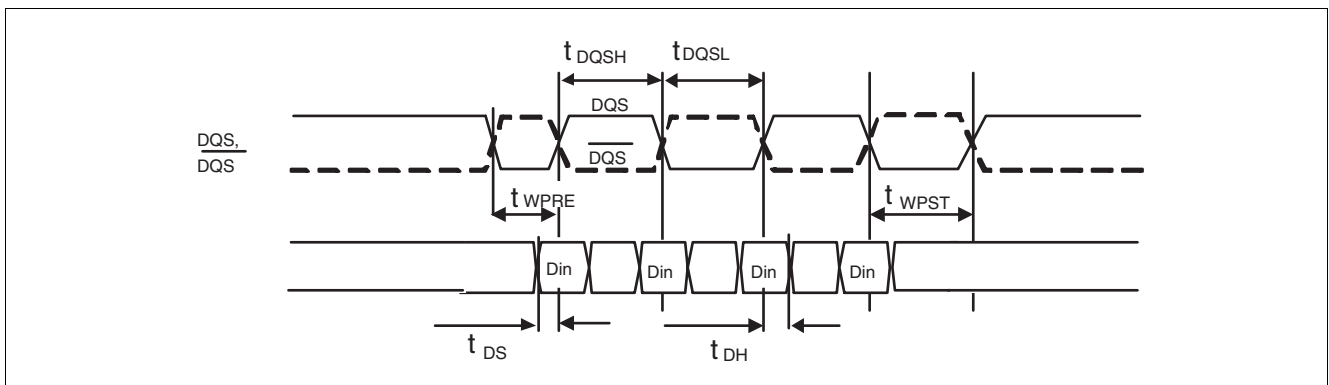 t DQSH
t DQSL
DQS
DQS,
DQS
DQS
t WPRE
t WPST
Din
Din
Din
Din
t DS
t DH